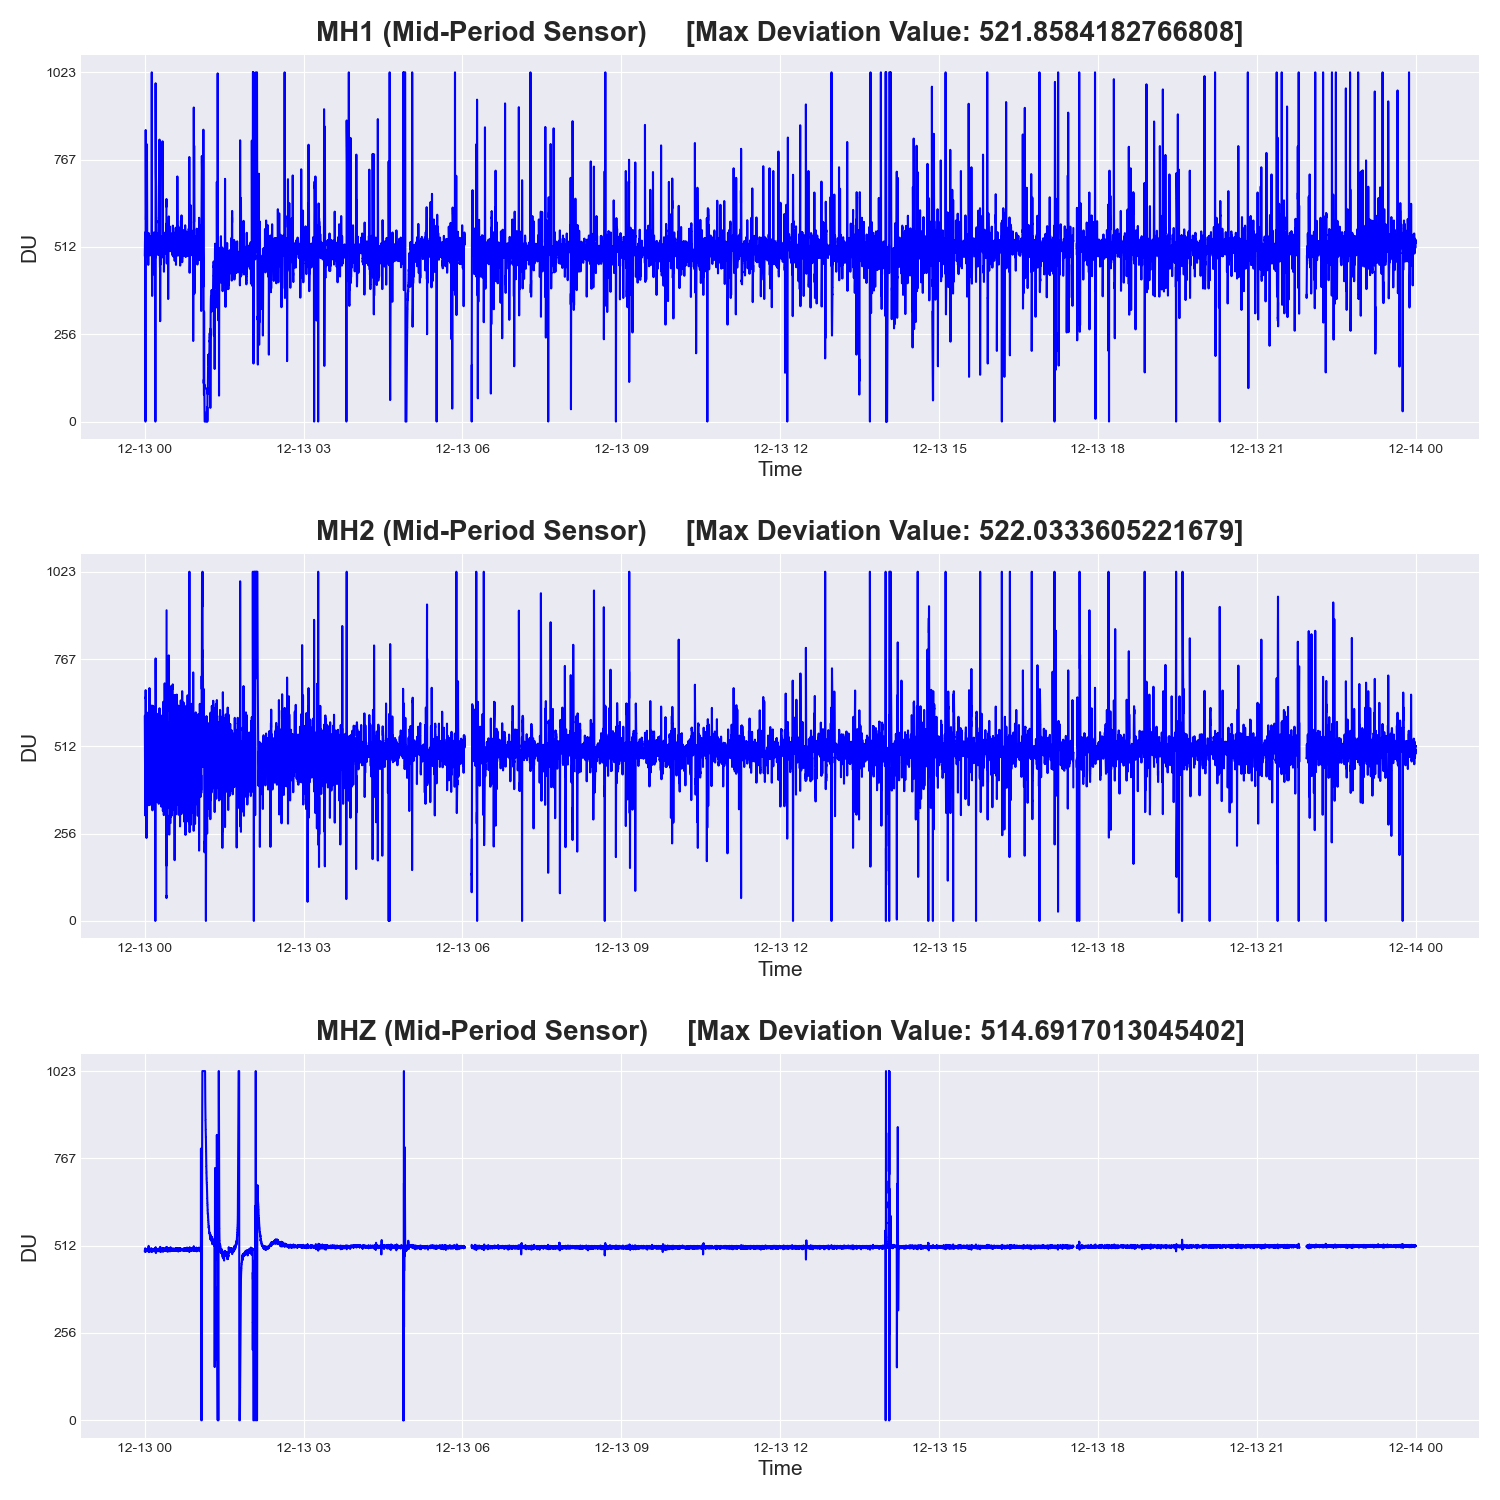 MH1 (Mid-Period Sensor) [Max Deviation Value: 521.8584182766808]
1023
767
512
256
0
DU
12-13 00 12-13 03 12-13 06 12-13 09 12-13 12 12-13 15 12-13 18 12-13 21 12-14 00
Time
MH2 (Mid-Period Sensor) [Max Deviation Value: 522.0333605221679]
1023
767
512
256
0
DU
12-13 00 12-13 03 12-13 06 12-13 09 12-13 12 12-13 15 12-13 18 12-13 21 12-14 00
Time
MHZ (Mid-Period Sensor) [Max Deviation Value: 514.6917013045402]
1023
767
512
256
0
DU
12-13 00 12-13 03 12-13 06 12-13 09 12-13 12 12-13 15 12-13 18 12-13 21 12-14 00
Time